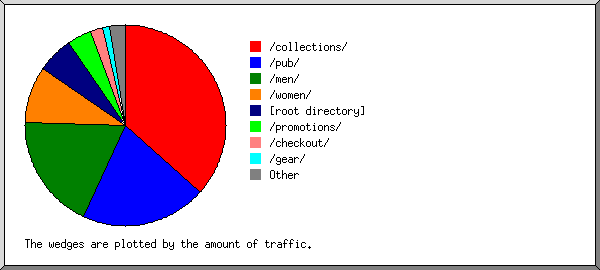 /collections/
/pub/
/men/
/women/
[root directory]
/promotions/
/checkout/
/gear/
Other
The wedges are plotted by the amount of traffic.